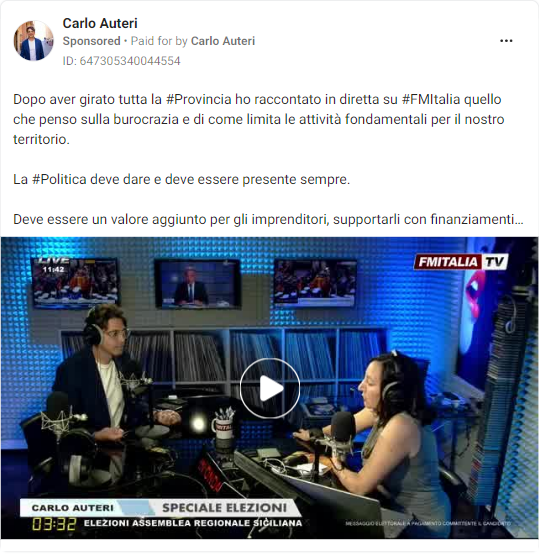 Carlo Auteri
Sponsored • Paid for by Carlo Auteri
ID: 647305340044554
Dopo aver girato tutta la #Provincia ho raccontato in diretta su #FMItalia quello
che penso sulla burocrazia e di come limita le attività fondamentali per il nostro
territorio.
La #Politica deve dare e deve essere presente sempre.
Deve essere un valore aggiunto per gli imprenditori, supportarli con finanziamenti...
LIVE
11:42
FMITALIA TV
FMITALIA
CARLO AUTERI
SPECIALE ELEZIONI
03:32
ELEZIONI ASSEMBLEA REGIONALE SICILIANA
MESSAGGIO ELETTORALE A PAGAMENTO COMMITTENTE IL CANDIDATO